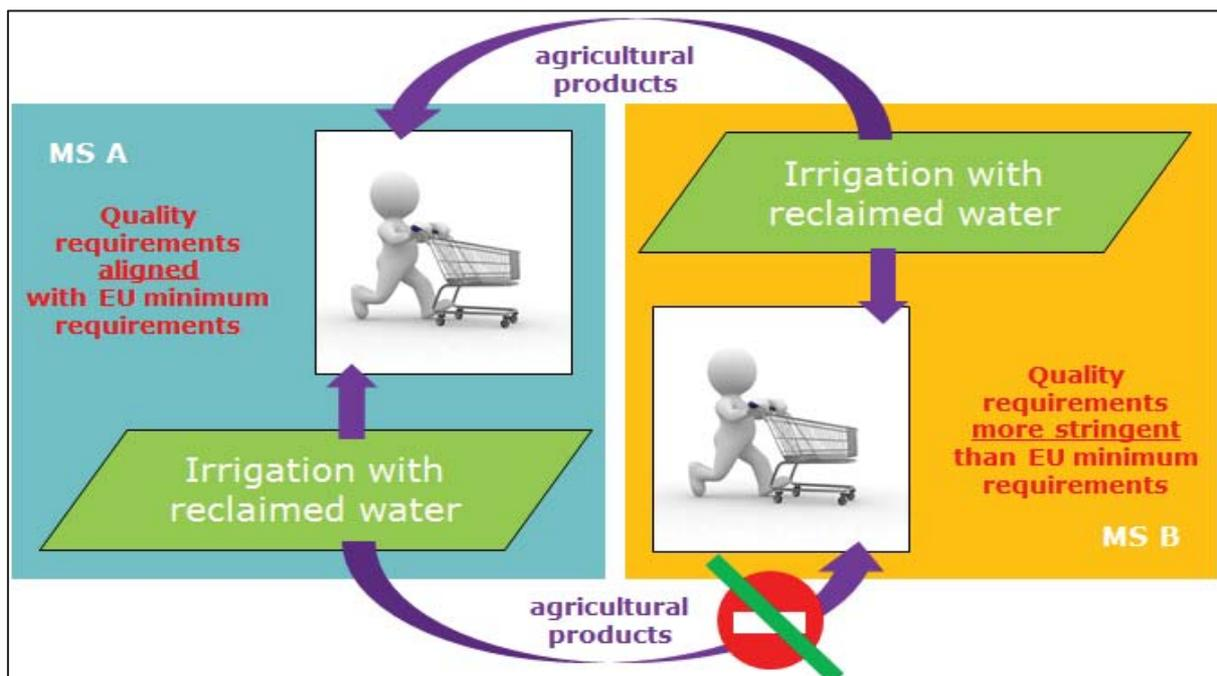 agricultural
products
MS A
Quality
requirements
aligned
with EU minimum
requirements
Irrigation with
reclaimed water
Irrigation with
reclaimed water
Quality
requirements
more stringent
than EU minimum
requirements
MS B
agricultural
products